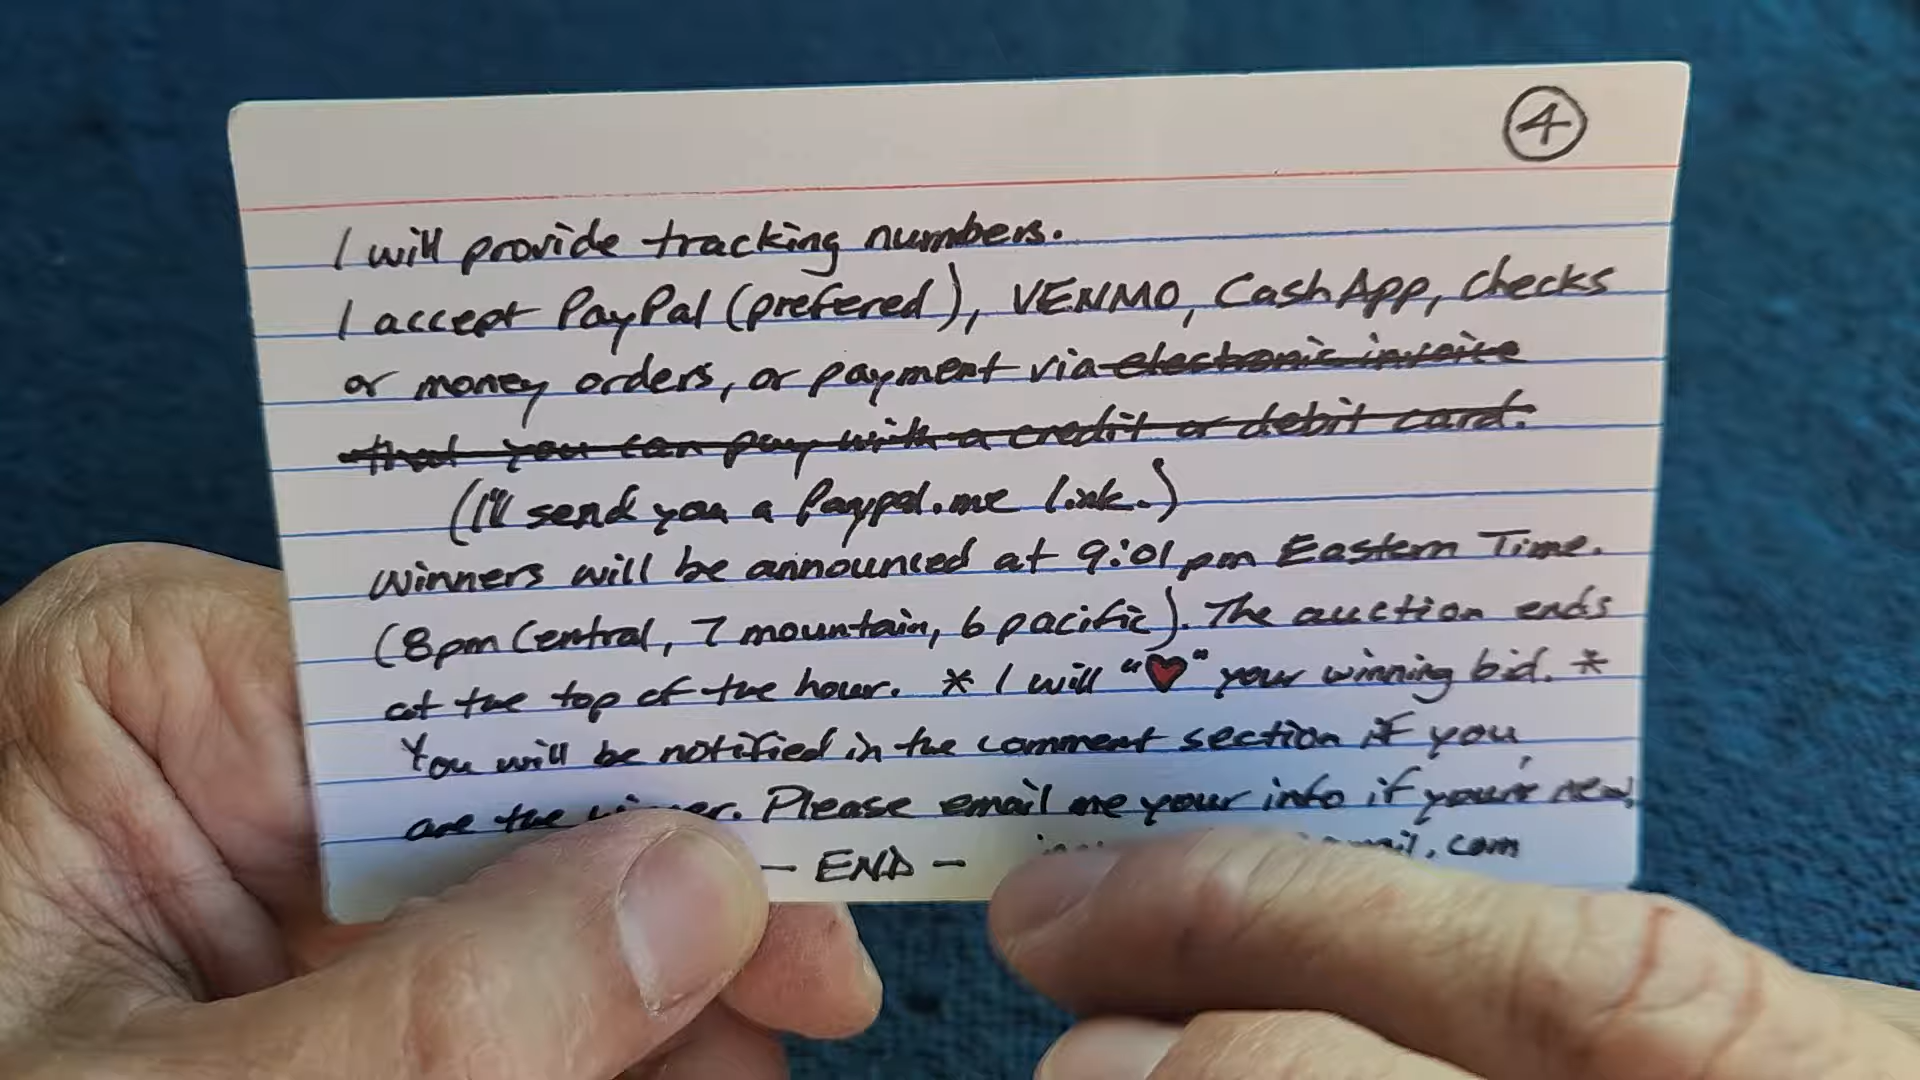 4
I will provide tracking numbers.
I accept PayPal (prefered), VENMO, Cash App, checks
or money orders, or payment via electronic invoice
that you can pay with a credit or debit card.
(I'll send you a Paypal.me link.)
Winners will be announced at 9:01 pm Eastern Time.
(8pm Central, 7 mountain, 6 pacific). The auction ends
at the top of the hour. * I will "♥" your winning bid. *
You will be notified in the comment section if you
are the winner. Please email me your info if you're new!
- END -